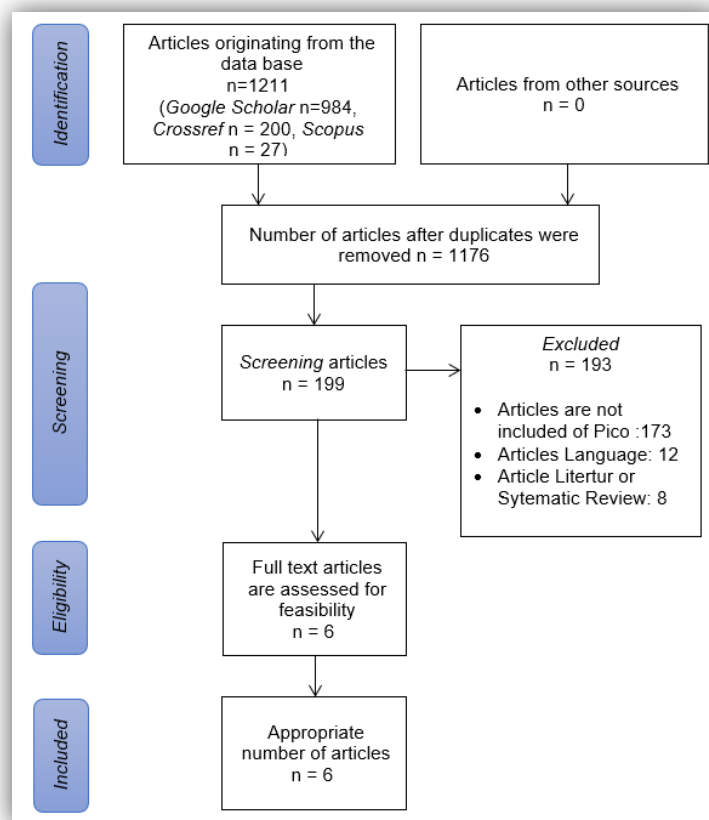 Identification
Articles originating from the
data base
n=1211
(Google Scholar n=984,
Crossref n = 200, Scopus
n = 27)
Articles from other sources
n = 0
Number of articles after duplicates were
removed n = 1176
Screening
Screening articles
n = 199
Excluded
n = 193
• Articles are not
included of Pico :173
• Articles Language: 12
• Article Litertur or
Sytematic Review: 8
Eligibility
Full text articles
are assessed for
feasibility
n = 6
Included
Appropriate
number of articles
n = 6